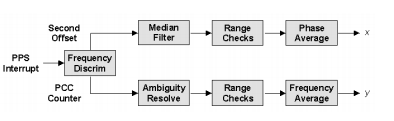 Second
Offset
Median
Filter
Range
Checks
Phase
Average
x
PPS
Interrupt
Frequency
Discrim
PCC
Counter
Ambiguity
Resolve
Range
Checks
Frequency
Average
y